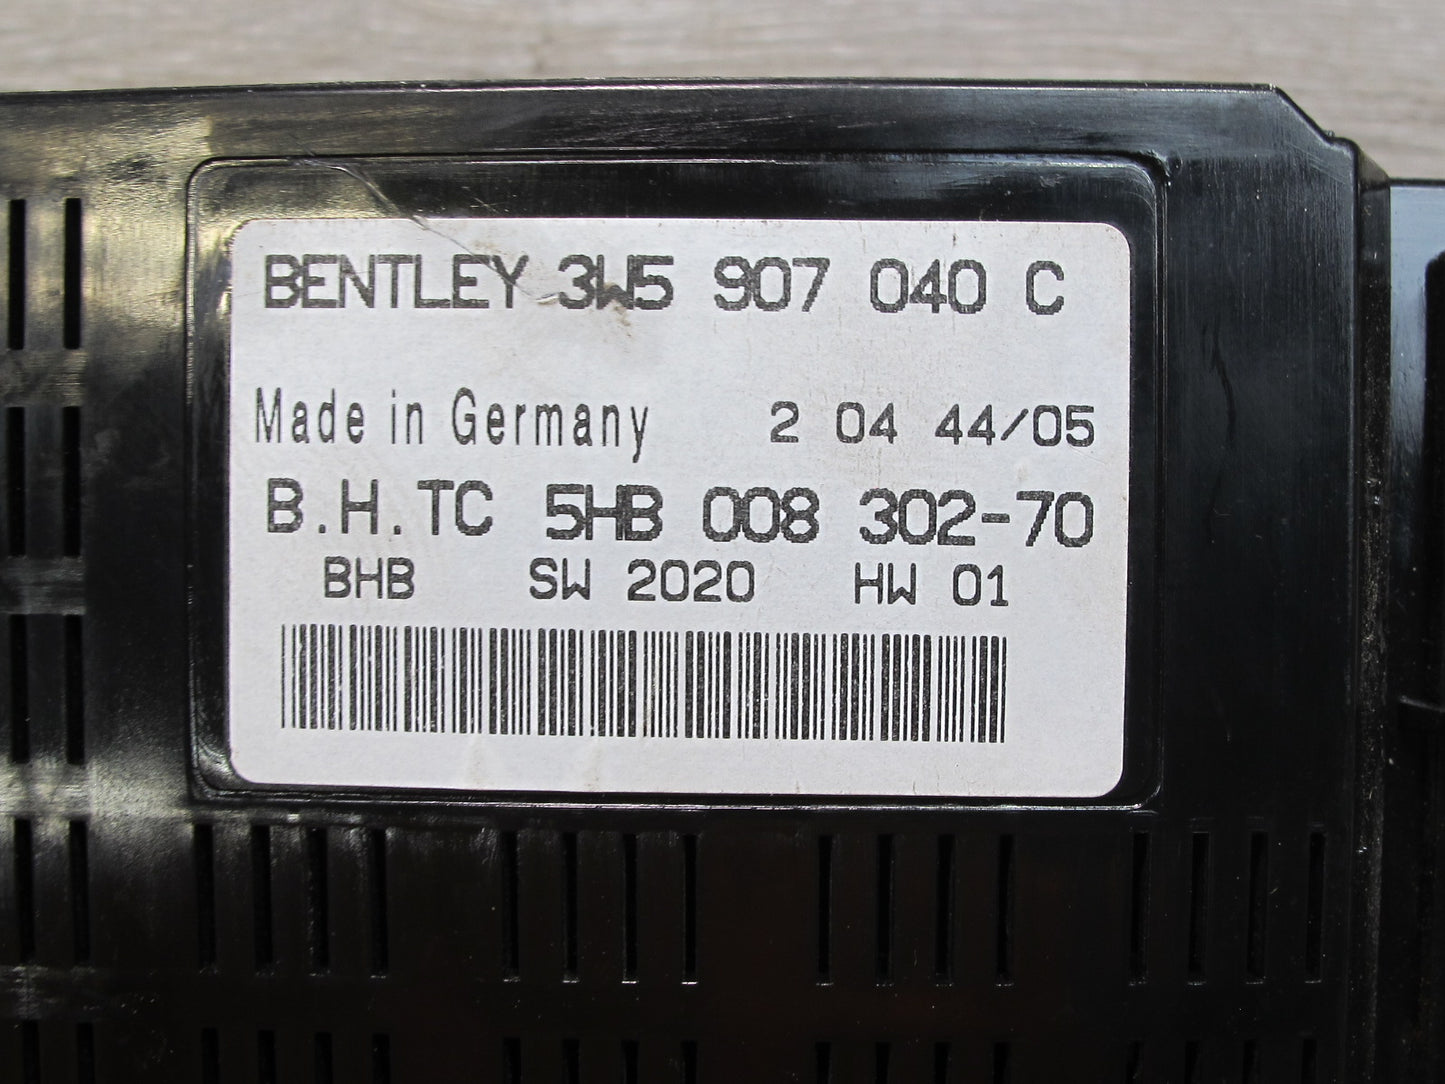 BENTLEY 3W5 907 040 C
Made in Germany 2 04 44/05
B.H.TC 5HB 008 302-70
BHB SW 2020 HW 01